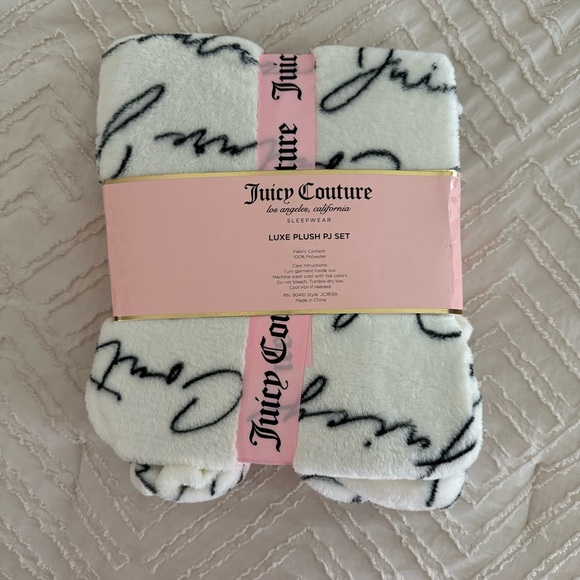 Juicy
Juicy Couture
los angeles, california
SLEEPWEAR
LUXE PLUSH PJ SET
Fabric Content:
100% Polyester
Care Instructions:
Turn garment inside out.
Machine wash cold with like colors.
Do not bleach. Tumble dry low.
Cool iron if needed.
Made in China
Juicy Cou